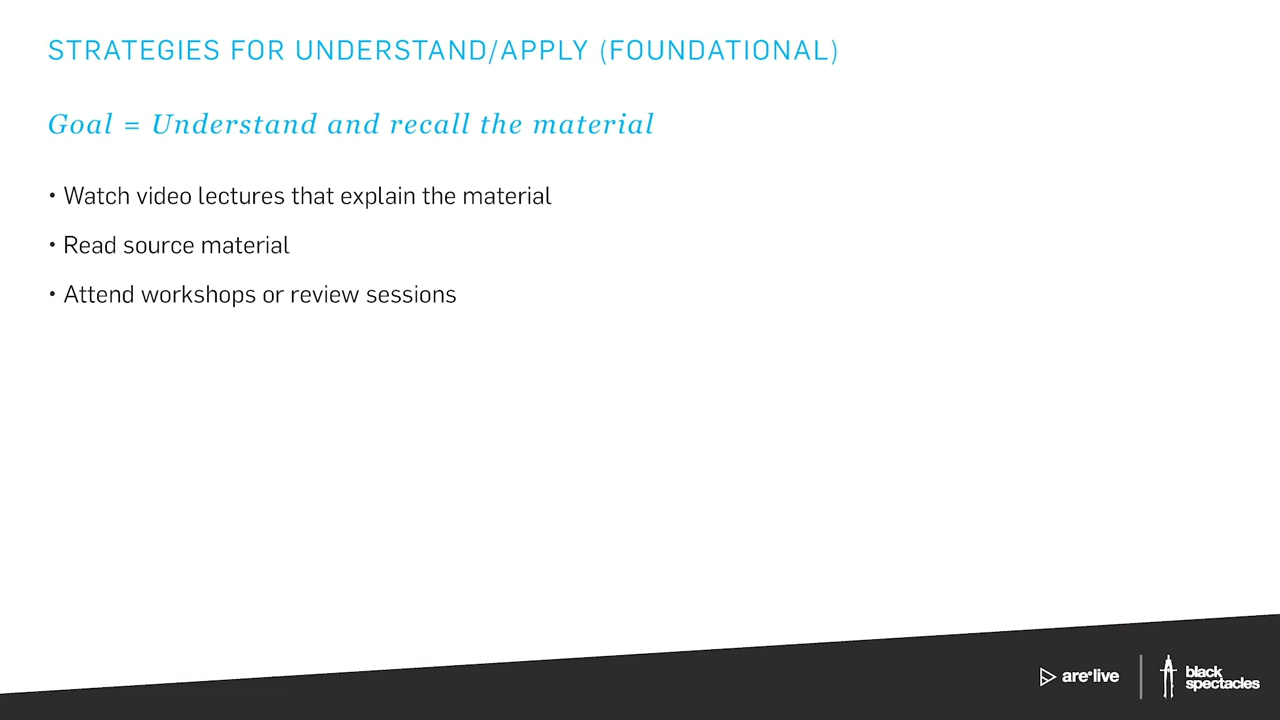 STRATEGIES FOR UNDERSTAND/APPLY (FOUNDATIONAL)
Goal = Understand and recall the material
• Watch video lectures that explain the material
• Read source material
• Attend workshops or review sessions
are•live
black
spectacles